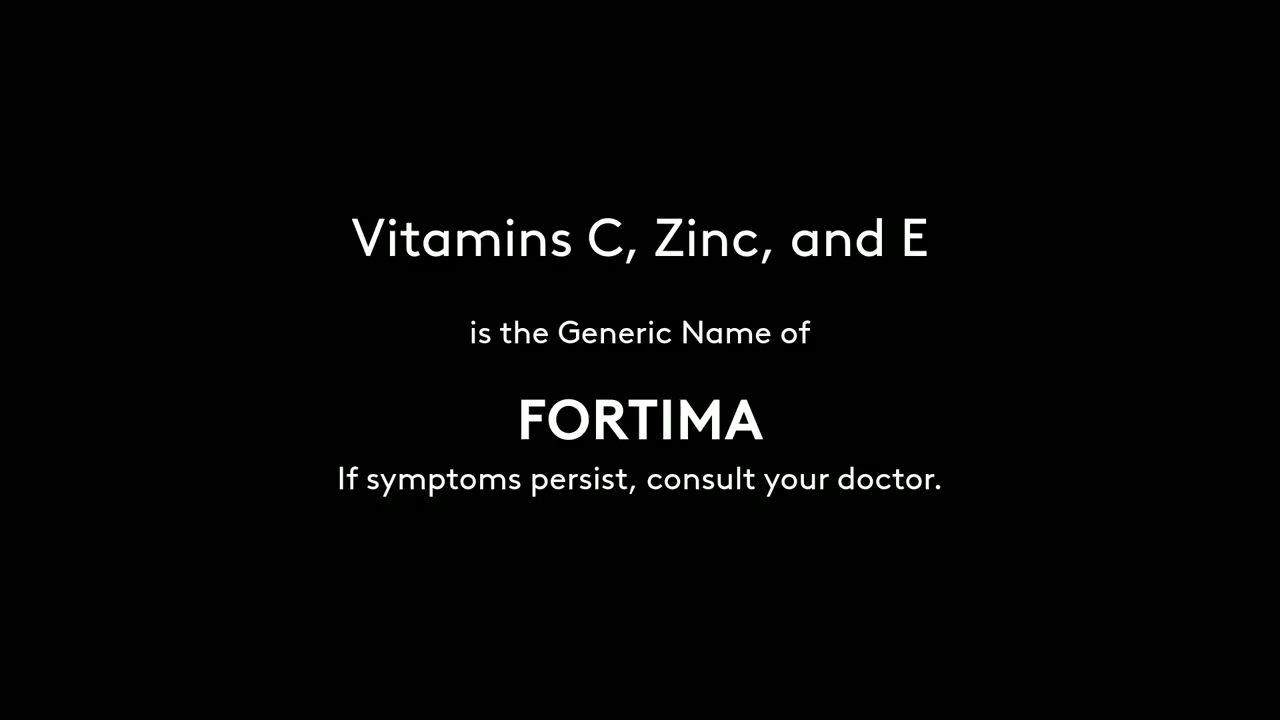 Vitamins C, Zinc, and E
is the Generic Name of
FORTIMA
If symptoms persist, consult your doctor.